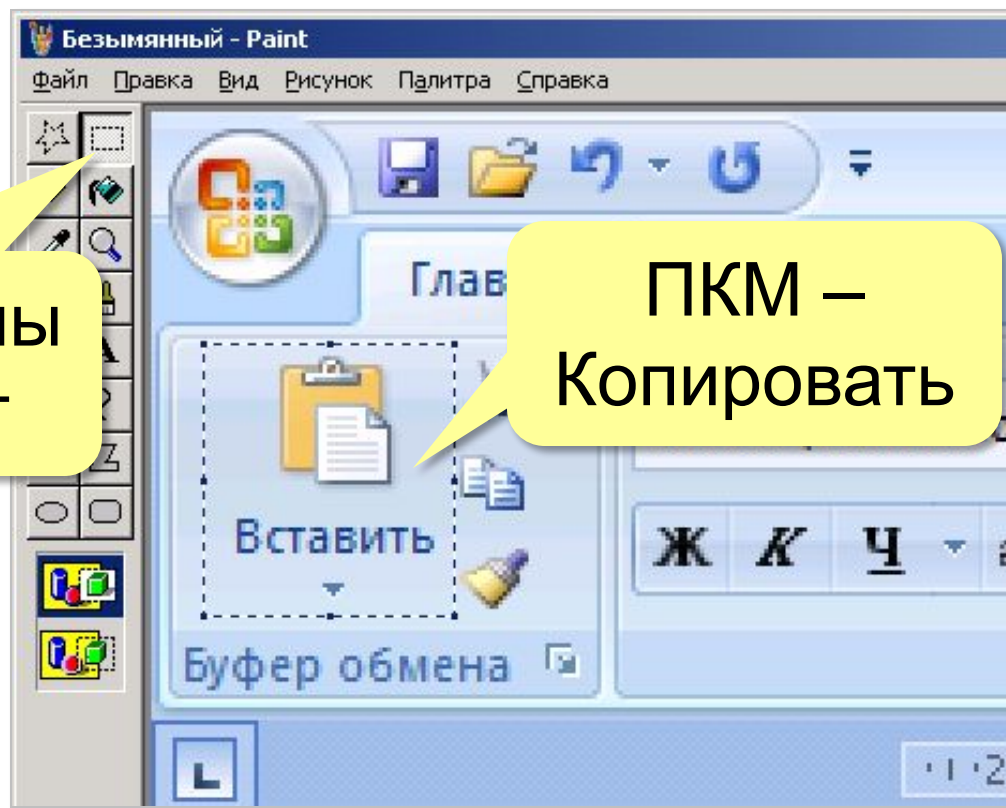 Безымянный - Paint
Файл Правка Вид Рисунок Палитра Справка
ПКМ –
Копировать
Вставить
Ж К Ч
Буфер обмена